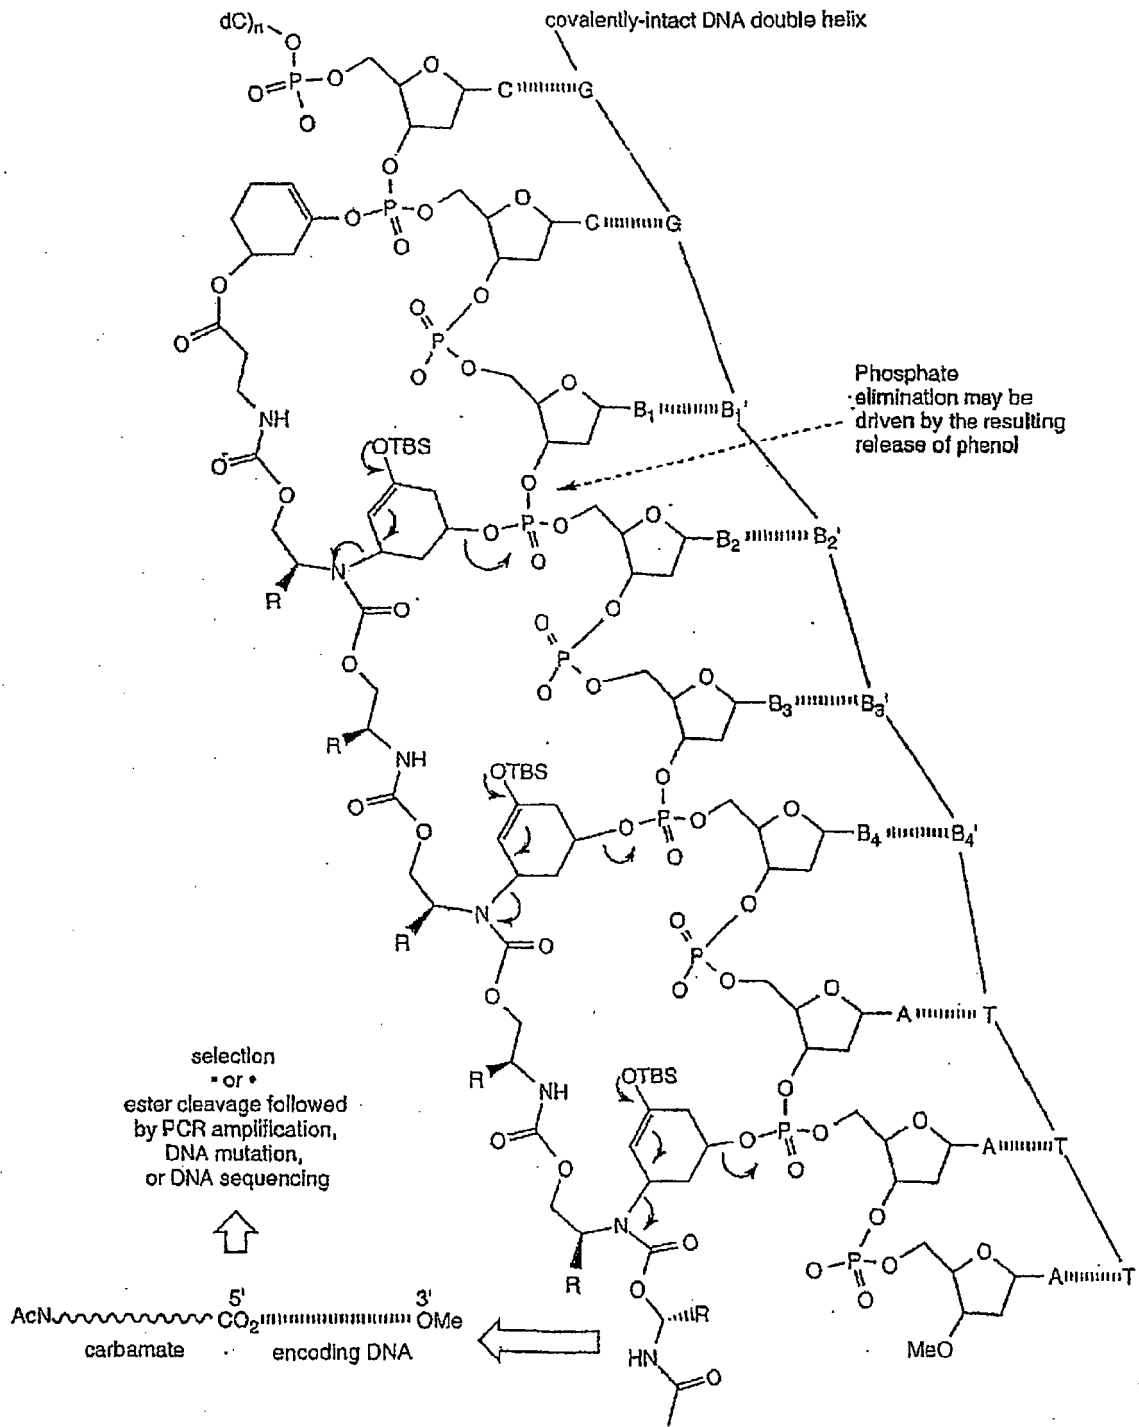 dC)n
covalently-intact DNA double helix
O
P O O
O C G
O
O
O P O O
O C G
O
O
O
O P
O
O O
O B1 B1'
Phosphate
elimination may be
driven by the resulting
release of phenol
NH
OTBS
O
O
O
O P O O
O B2 B2'
N
R
O
O
O
P
O O
O B3 B3'
R
NH
OTBS
O
O
O
O P O O
O B4 B4'
N
R
O
O
O
O
P
O O
O A T
selection
- or -
ester cleavage followed
by PCR amplification,
DNA mutation,
or DNA sequencing
R
NH
OTBS
O
O
O
O P O O
O A T
N
R
O
O
R
O
O P O O
O A T
MeO
HN
O
5' 3'
AcN CO2 OMe
carbamate encoding DNA